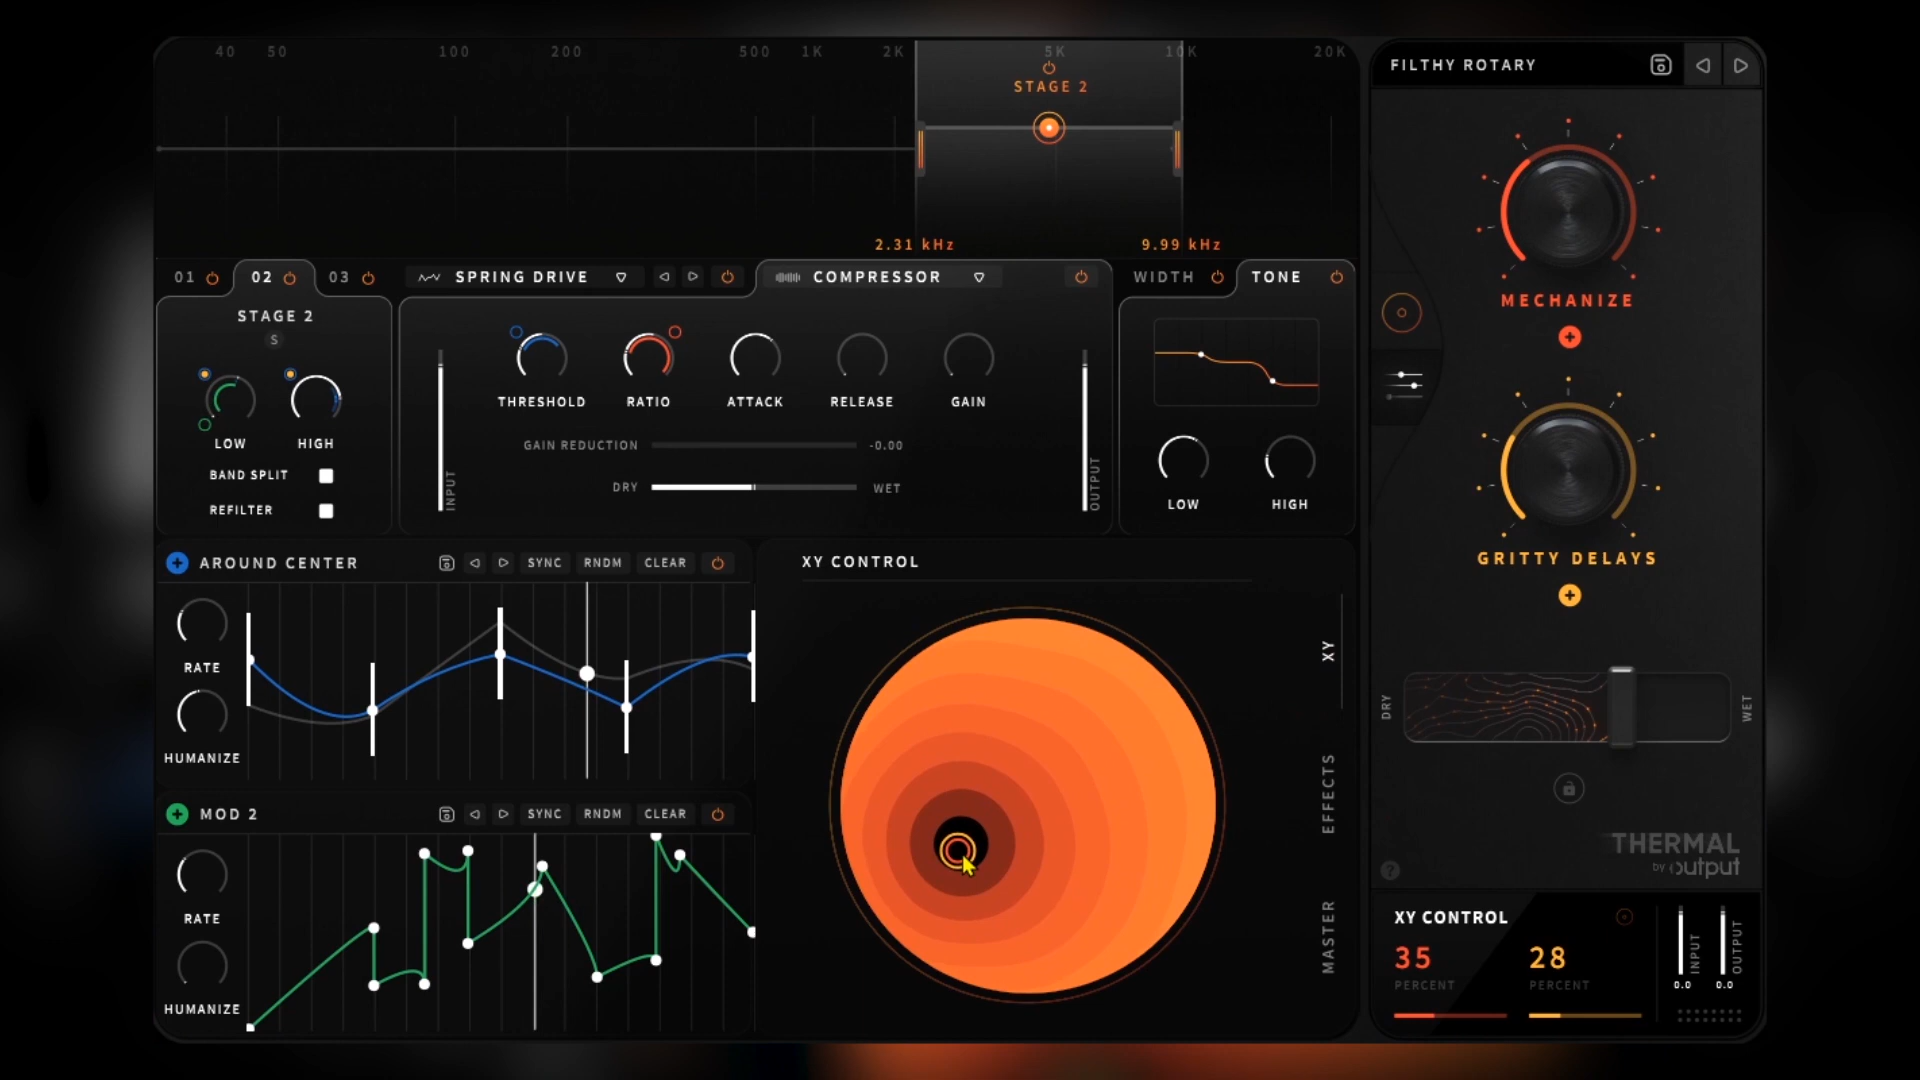 40 50 100 200 500 1K 2K 5K 10K 20K
STAGE 2
2.31 kHz 9.99 kHz
01 02 03
STAGE 2
S
LOW HIGH
BAND SPLIT
REFILTER
SPRING DRIVE
COMPRESSOR
THRESHOLD RATIO ATTACK RELEASE GAIN
GAIN REDUCTION -0.00
DRY WET
INPUT
OUTPUT
WIDTH TONE
LOW HIGH
AROUND CENTER SYNC RNDM CLEAR
RATE
HUMANIZE
MOD 2 SYNC RNDM CLEAR
RATE
HUMANIZE
XY CONTROL
XY
EFFECTS
MASTER
FILTHY ROTARY
MECHANIZE
GRITTY DELAYS
DRY WET
?
THERMAL
by output
XY CONTROL
35 28
PERCENT PERCENT
INPUT OUTPUT
0.0 0.0